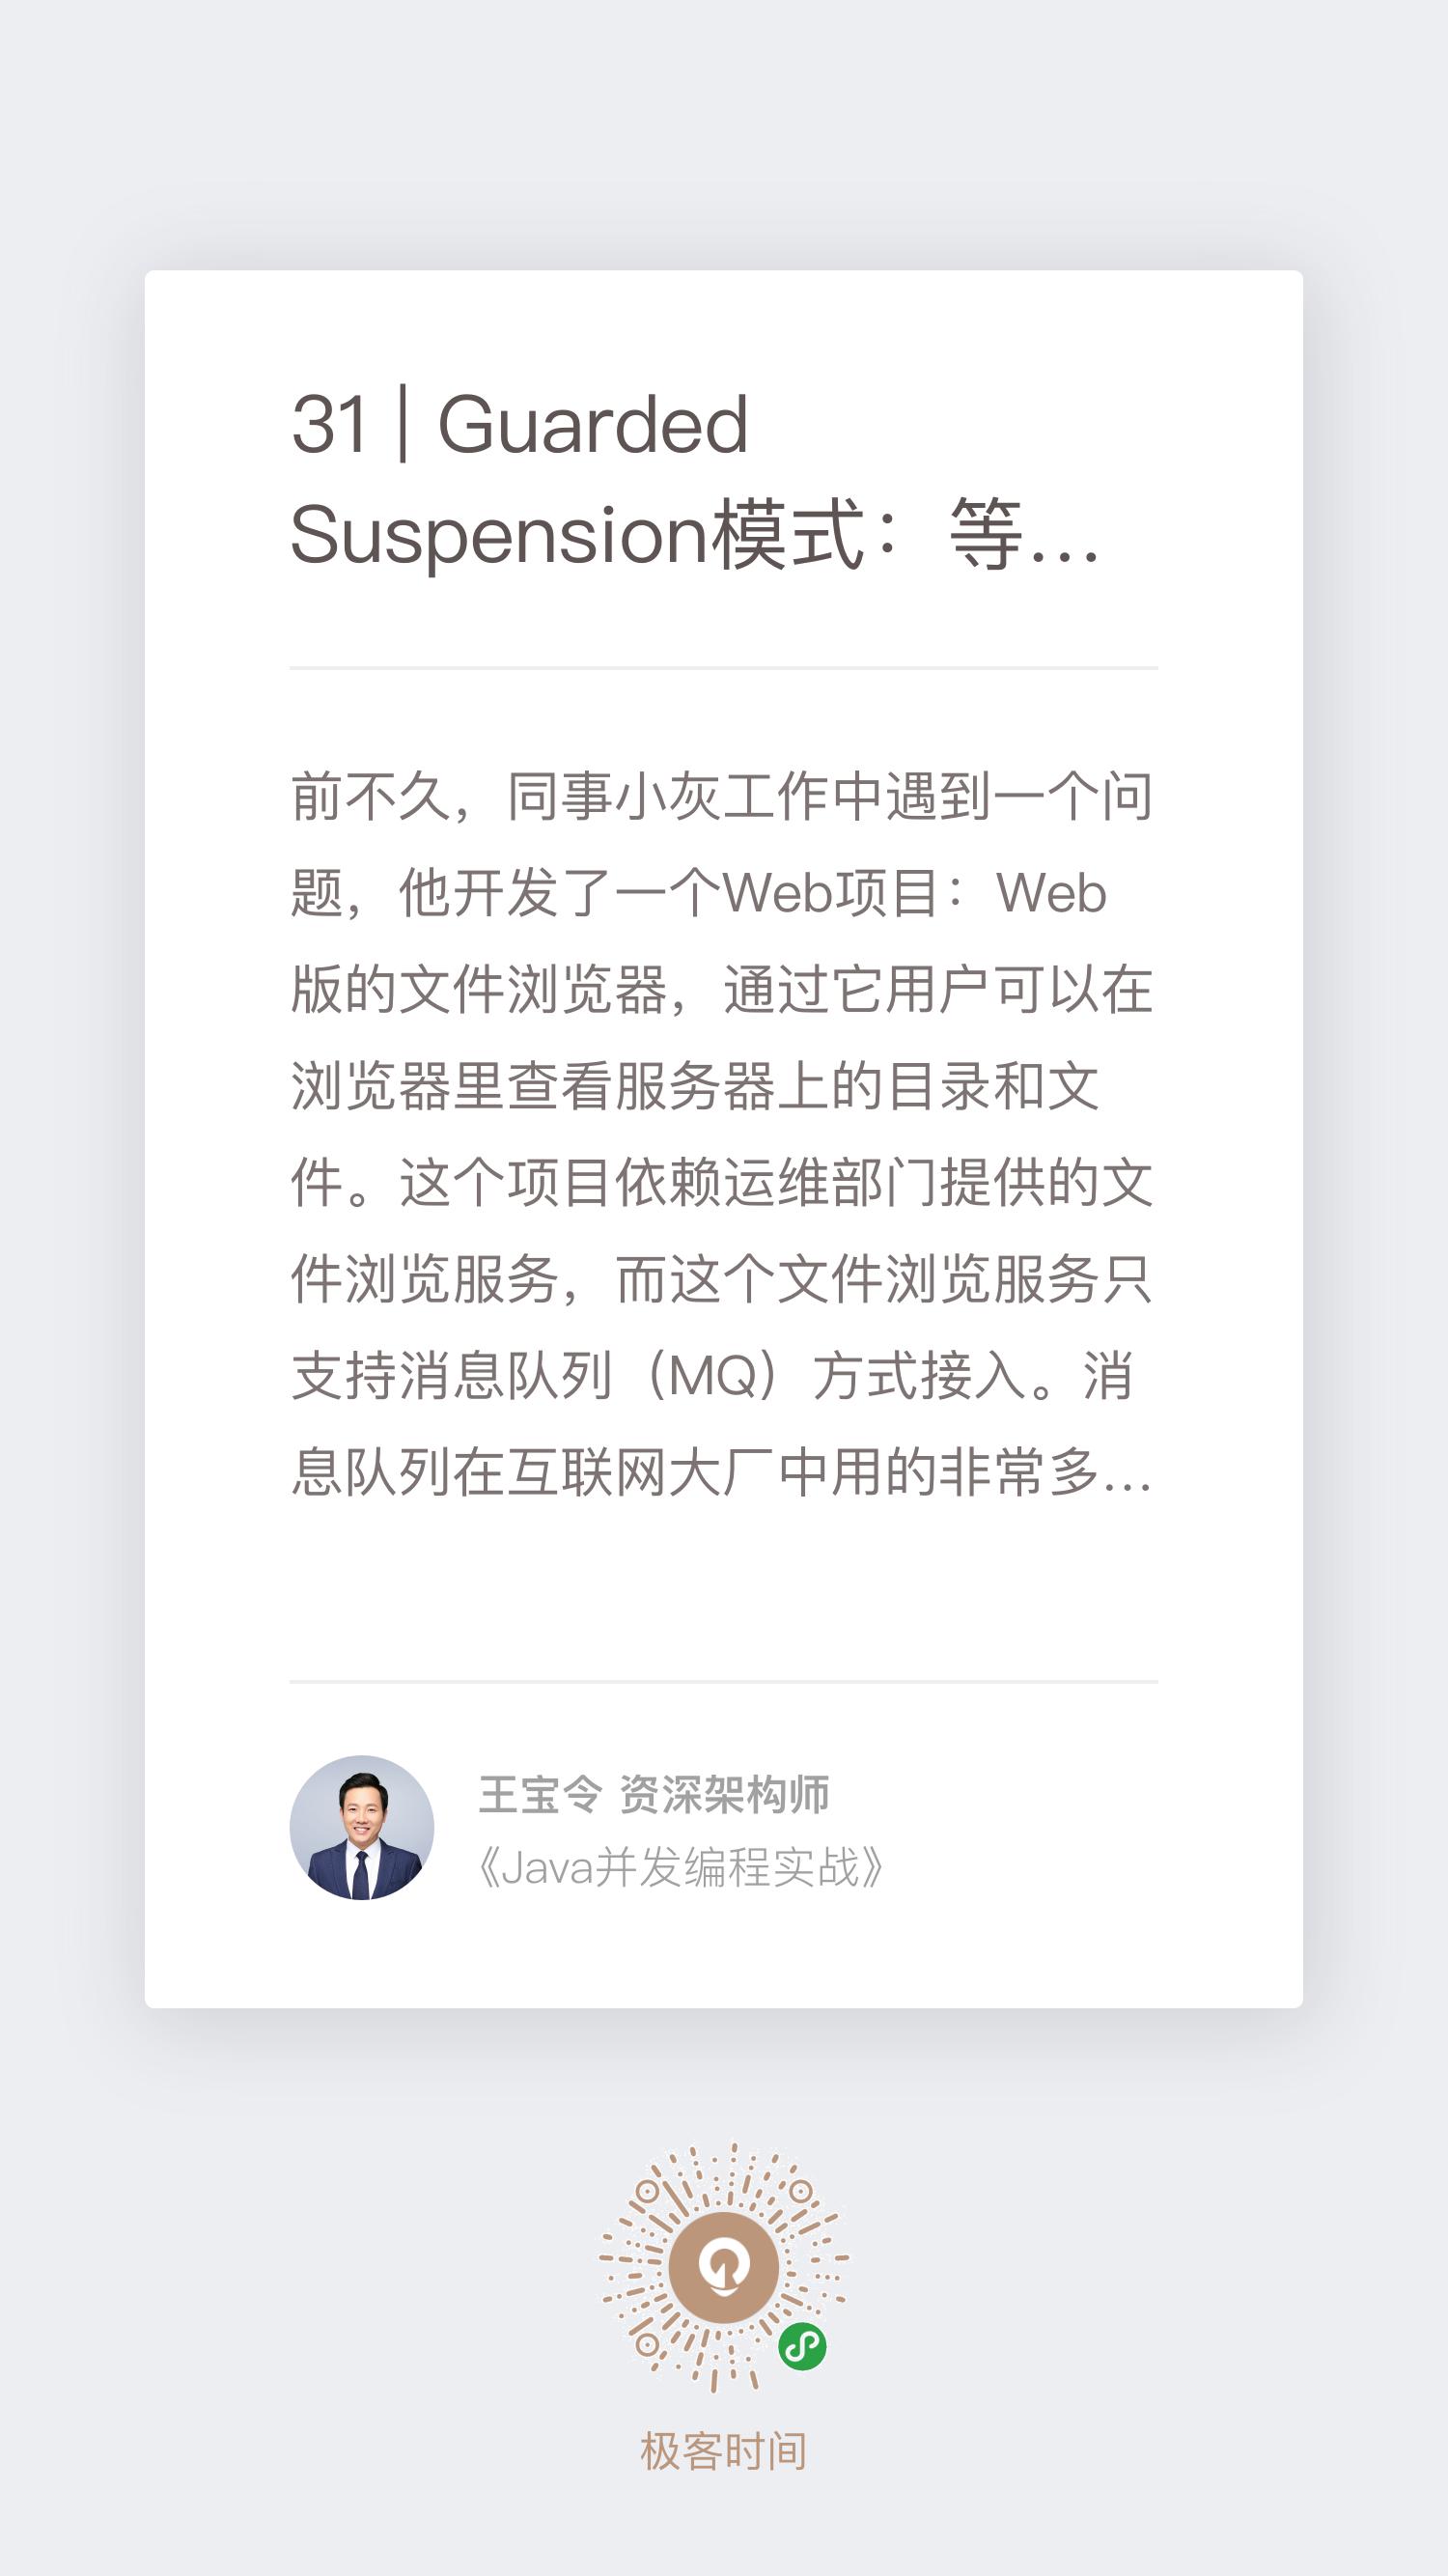 31 | Guarded
Suspension模式：等...
前不久，同事小灰工作中遇到一个问
题，他开发了一个Web项目：Web
版的文件浏览器，通过它用户可以在
浏览器里查看服务器上的目录和文
件。这个项目依赖运维部门提供的文
件浏览服务，而这个文件浏览服务只
支持消息队列（MQ）方式接入。消
息队列在互联网大厂中用的非常多...
王宝令 资深架构师
《Java并发编程实战》
极客时间